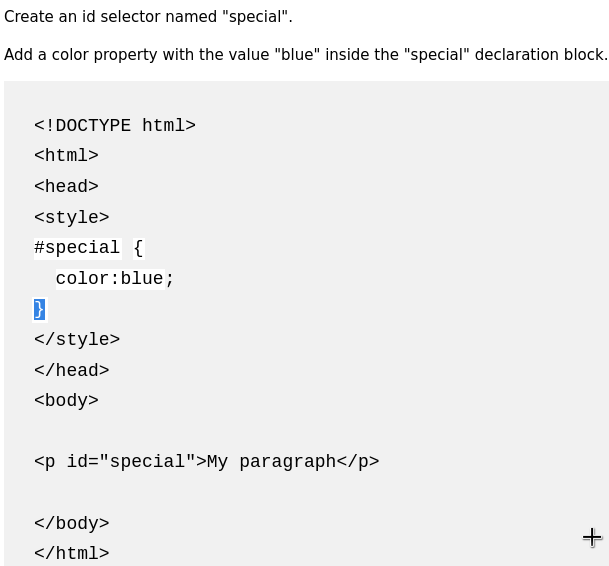 Create an id selector named "special".
Add a color property with the value "blue" inside the "special" declaration block.
<!DOCTYPE html>
<html>
<head>
<style>
#special {
  color:blue;
}
</style>
</head>
<body>
<p id="special">My paragraph</p>
</body>
</html>